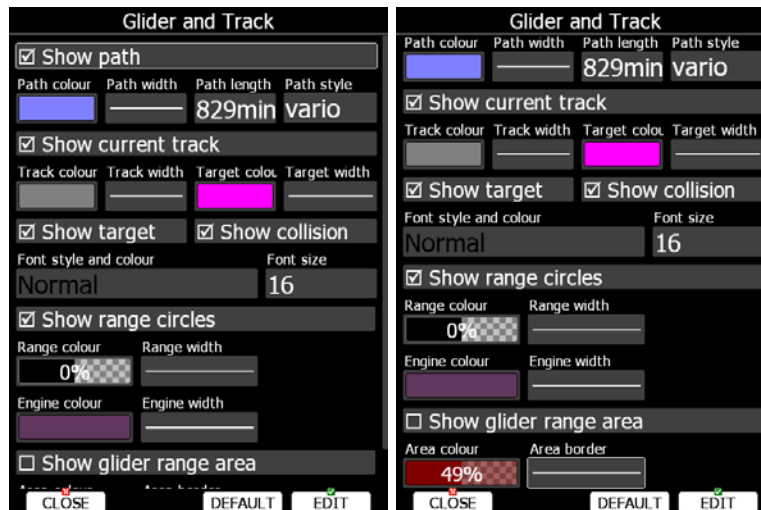 Glider and Track
Show path
Path colour Path width Path length Path style
829min vario
Show current track
Track colour Track width Target colou Target width
Show target Show collision
Font style and colour Font size
Normal 16
Show range circles
Range colour Range width
0%
Engine colour Engine width
Show glider range area
Area colour Area border
CLOSE DEFAULT EDIT
Glider and Track
Path colour Path width Path length Path style
829min vario
Show current track
Track colour Track width Target colou Target width
Show target Show collision
Font style and colour Font size
Normal 16
Show range circles
Range colour Range width
0%
Engine colour Engine width
Show glider range area
Area colour Area border
49%
CLOSE DEFAULT EDIT